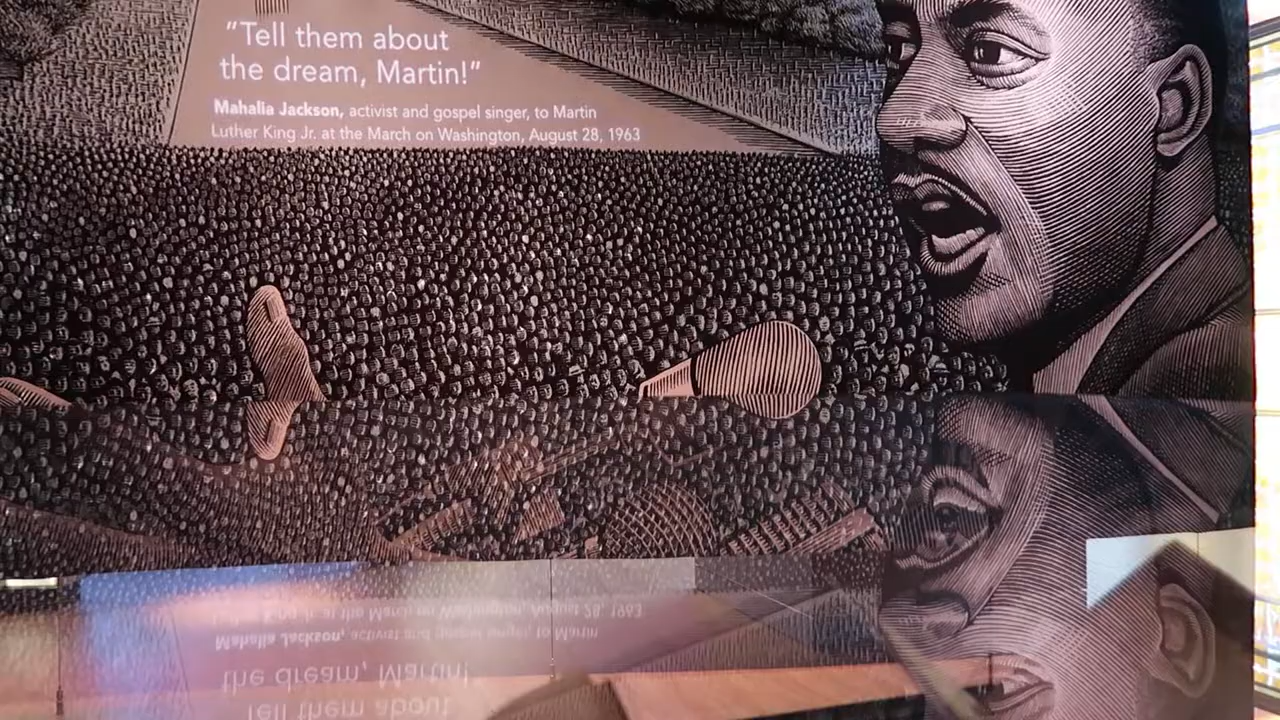 “Tell them about
the dream, Martin!”
Mahalia Jackson, activist and gospel singer, to Martin
Luther King Jr. at the March on Washington, August 28, 1963